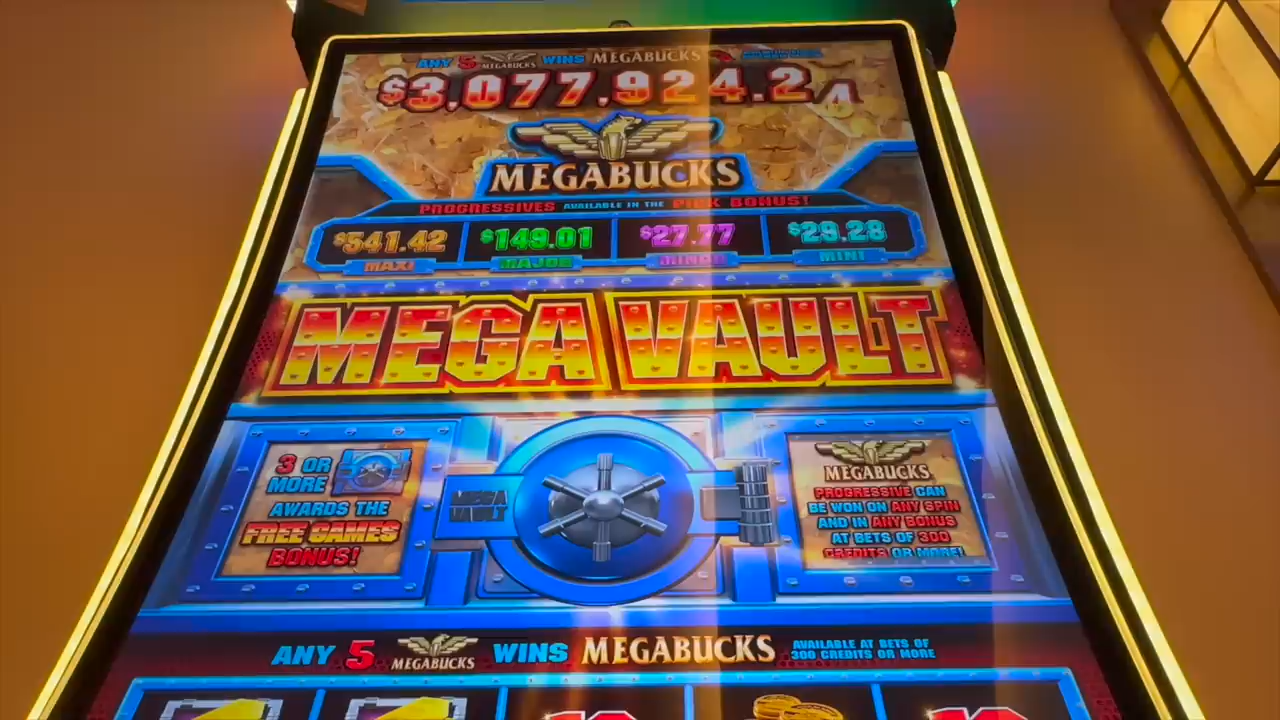 ANY 5 MEGABUCKS WINS MEGABUCKS
$3,077,924.24
MEGABUCKS
PROGRESSIVES AVAILABLE IN THE PICK BONUS!
$541.42 $149.01 $27.77 $29.28
MAXI MAJOR MINOR MINI
MEGA VAULT
3 OR
MORE
AWARDS THE
FREE GAMES
BONUS!
MEGA
VAULT
MEGABUCKS
PROGRESSIVE CAN
BE WON ON ANY SPIN
AND IN ANY BONUS
AT BETS OF 300
CREDITS OR MORE!
ANY 5 MEGABUCKS WINS MEGABUCKS AVAILABLE AT BETS OF
300 CREDITS OR MORE